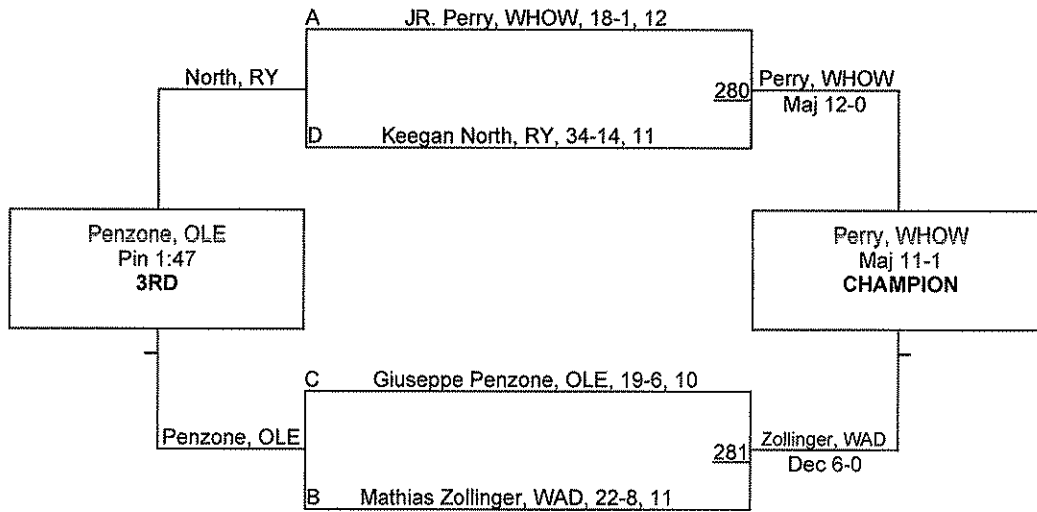 A JR. Perry, WHOW, 18-1, 12
North, RY
280
Perry, WHOW
Maj 12-0
D Keegan North, RY, 34-14, 11
Penzone, OLE
Pin 1:47
3RD
Perry, WHOW
Maj 11-1
CHAMPION
C Giuseppe Penzone, OLE, 19-6, 10
Penzone, OLE
281
Zollinger, WAD
Dec 6-0
B Mathias Zollinger, WAD, 22-8, 11